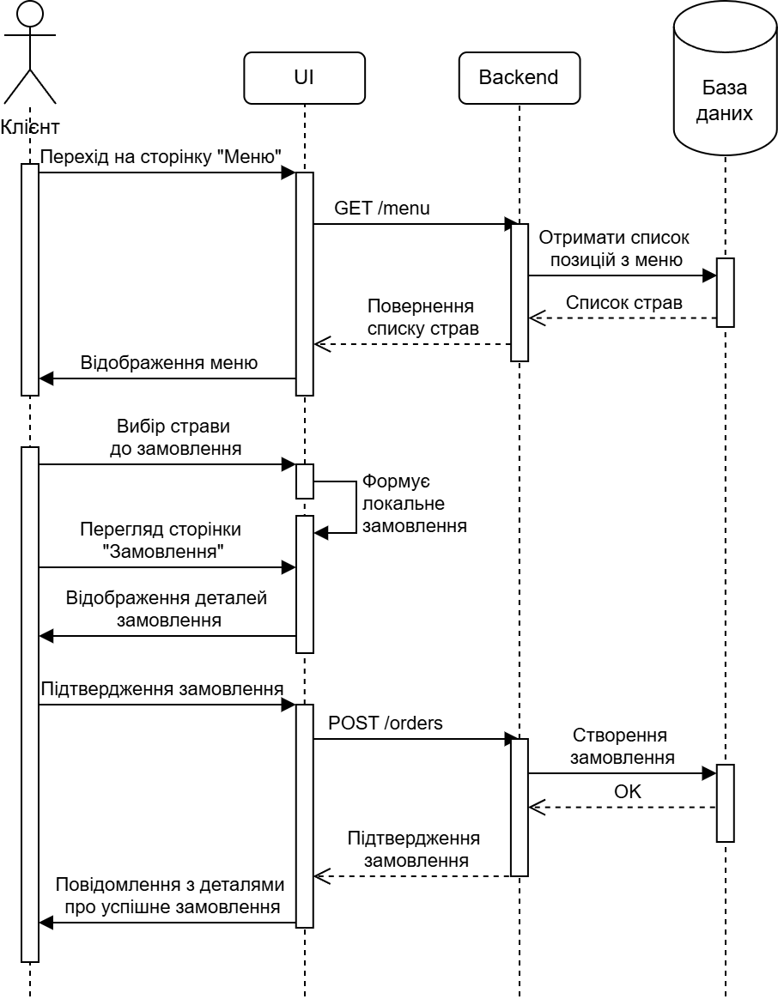 UI
Backend
База
даних
Клієнт
Перехід на сторінку "Меню"
GET /menu
Отримати список
позицій з меню
Список страв
Повернення
списку страв
Відображення меню
Вибір страви
до замовлення
Формує
локальне
замовлення
Перегляд сторінки
"Замовлення"
Відображення деталей
замовлення
Підтвердження замовлення
POST /orders
Створення
замовлення
OK
Підтвердження
замовлення
Повідомлення з деталями
про успішне замовлення